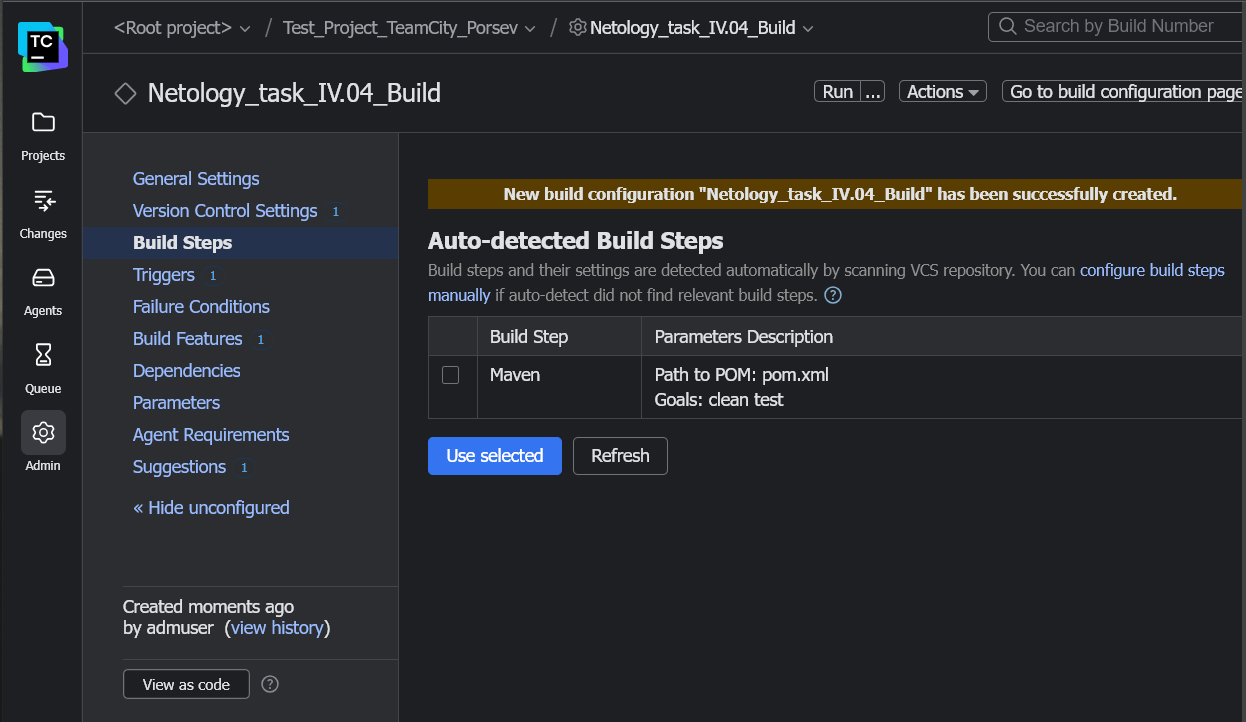 TC
<Root project> / Test_Project_TeamCity_Porsev / Netology_task_IV.04_Build
Search by Build Number
Netology_task_IV.04_Build
Run ... Actions Go to build configuration page
Projects
Changes
Agents
Queue
Admin
General Settings
Version Control Settings 1
Build Steps
Triggers 1
Failure Conditions
Build Features 1
Dependencies
Parameters
Agent Requirements
Suggestions 1
« Hide unconfigured
Created moments ago
by admuser (view history)
View as code ?
New build configuration "Netology_task_IV.04_Build" has been successfully created.
Auto-detected Build Steps
Build steps and their settings are detected automatically by scanning VCS repository. You can configure build steps
manually if auto-detect did not find relevant build steps. ?
Build Step Parameters Description
Maven Path to POM: pom.xml
Goals: clean test
Use selected Refresh